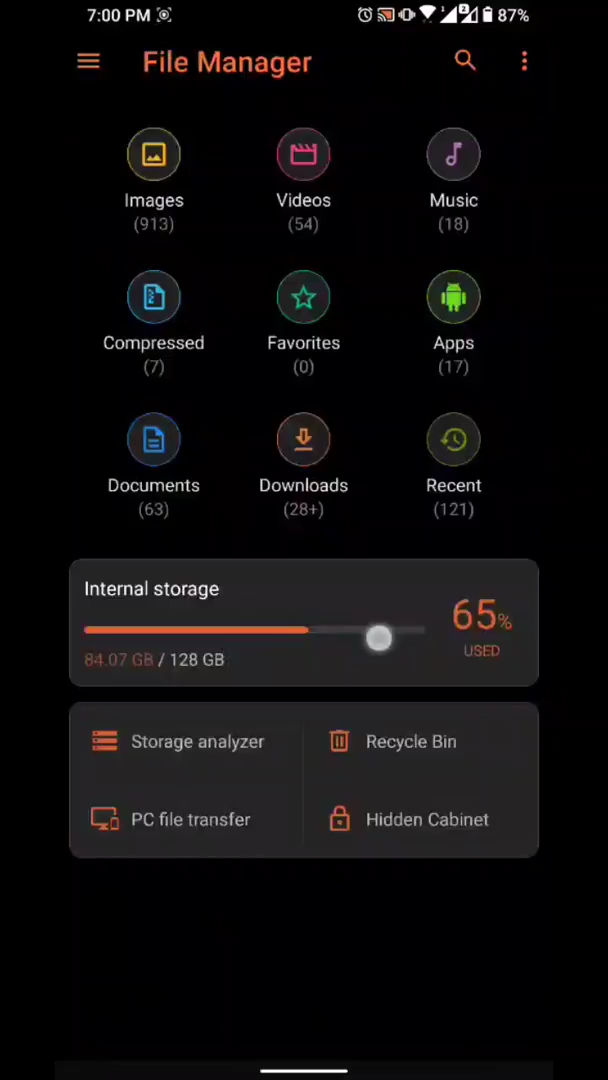 7:00 PM 87%
File Manager
Images Videos Music
(913) (54) (18)
Compressed Favorites Apps
(7) (0) (17)
Documents Downloads Recent
(63) (28+) (121)
Internal storage
65%
84.07 GB / 128 GB
USED
Storage analyzer Recycle Bin
PC file transfer Hidden Cabinet